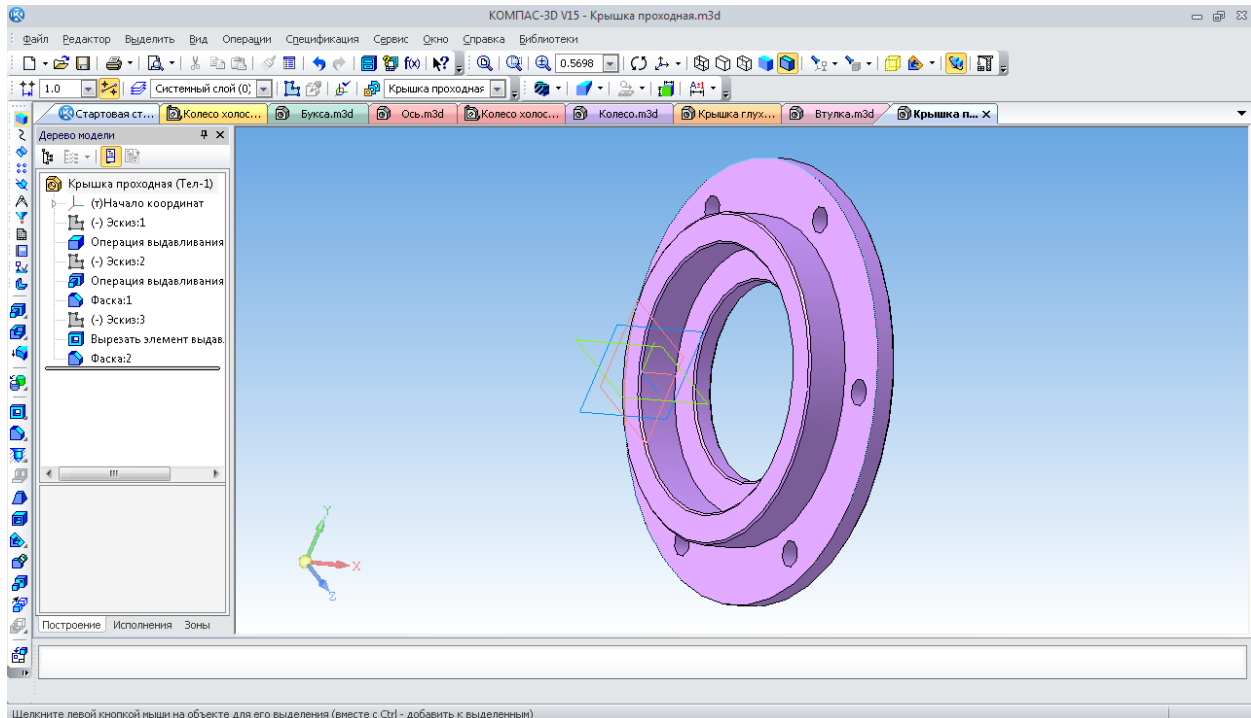 КОМПАС-3D V15 - Крышка проходная.m3d
Файл Редактор Выделить Вид Операции Спецификация Сервис Окно Справка Библиотеки
f(x) 0.5698
1.0 Системный слой (0; Крышка проходная
Стартовая ст... Колесо холос... Букса.m3d Ось.m3d Колесо холос... Колесо.m3d Крышка глух... Втулка.m3d Крышка п...
Дерево модели
Крышка проходная (Тел-1)
(т)Начало координат
(-) Эскиз:1
Операция выдавливания
(-) Эскиз:2
Операция выдавливания
Фаска:1
(-) Эскиз:3
Вырезать элемент выдав.
Фаска:2
Y
X
Z
Построение Исполнения Зоны
Щелкните левой кнопкой мыши на объекте для его выделения (вместе с Ctrl - добавить к выделенным)